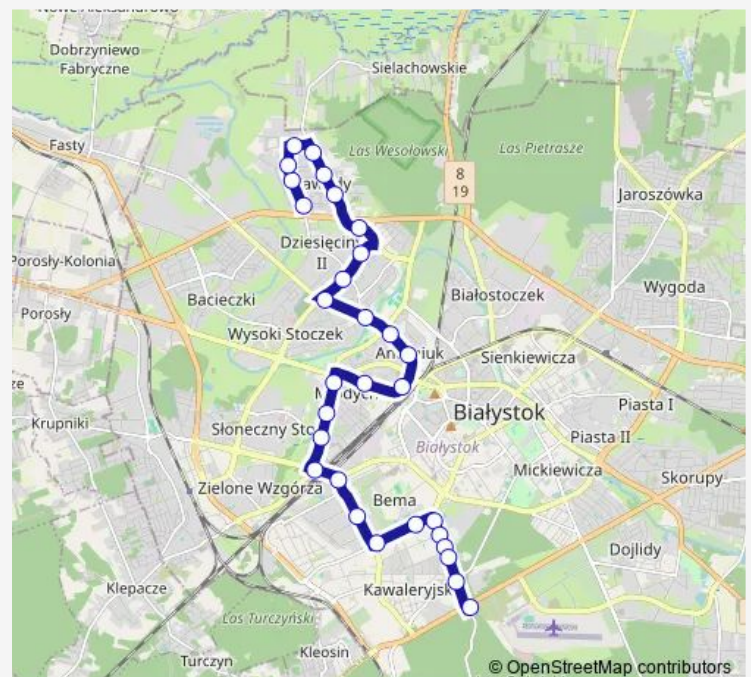 Dobrzyniewo
Fabryczne
Sielachowskie
Fasty
Las Wesołowski
Las Pietrasze
8
19
Jaroszówka
Dziesięciny
II
Porosły-Kolonia
Bacieczki
Białostoczek
Wygoda
Porosły
Wysoki Stoczek
Sienkiewicza
Krupniki
Białystok
Piasta I
Słoneczny Sto
Białystok
Piasta II
Mickiewicza
Zielone Wzgórza
Skorupy
Bema
Dojlidy
Klepacze
Kawaleryjsk
Las Turczyński
Kleosin
Turczyn
© OpenStreetMap contributors